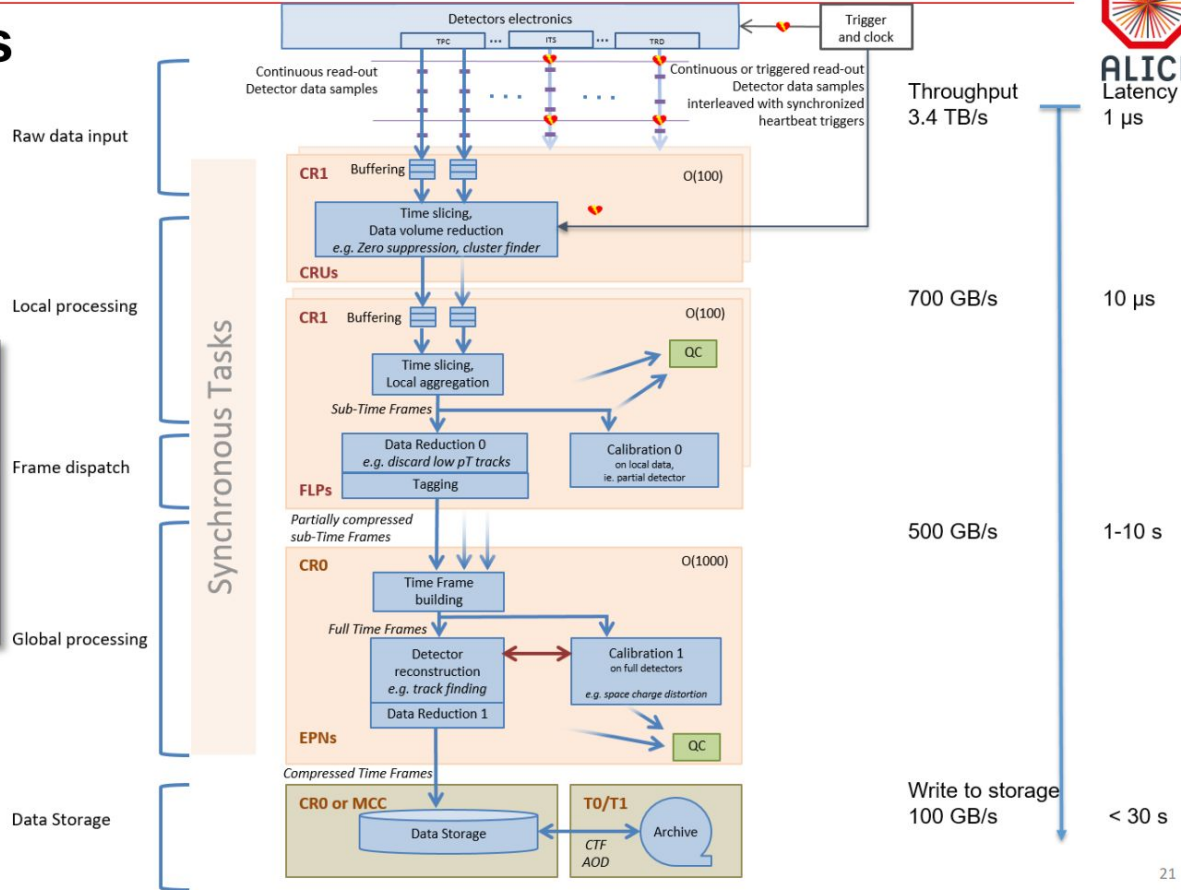 s
Detectors electronics
TPC ... ITS ... TRD
Trigger
and clock
ALICE
Continuous read-out
Detector data samples
Continuous or triggered read-out
Detector data samples
interleaved with synchronized
heartbeat triggers
Throughput
3.4 TB/s
Latency
1 µs
Raw data input
CR1
Buffering
O(100)
Time slicing,
Data volume reduction
e.g. Zero suppression, cluster finder
CRUs
Local processing
700 GB/s
10 µs
CR1
Buffering
O(100)
QC
Time slicing,
Local aggregation
Sub-Time Frames
Synchronous Tasks
Frame dispatch
Data Reduction 0
e.g. discard low pT tracks
Tagging
Calibration 0
on local data,
ie. partial detector
FLPs
Partially compressed
sub-Time Frames
500 GB/s
1-10 s
CR0
O(1000)
Time Frame
building
Full Time Frames
Global processing
Detector
reconstruction
e.g. track finding
Data Reduction 1
Calibration 1
on full detectors
e.g. space charge distortion
QC
EPNs
Compressed Time Frames
Data Storage
CR0 or MCC
Data Storage
T0/T1
Archive
CTF
AOD
Write to storage
100 GB/s
< 30 s
21